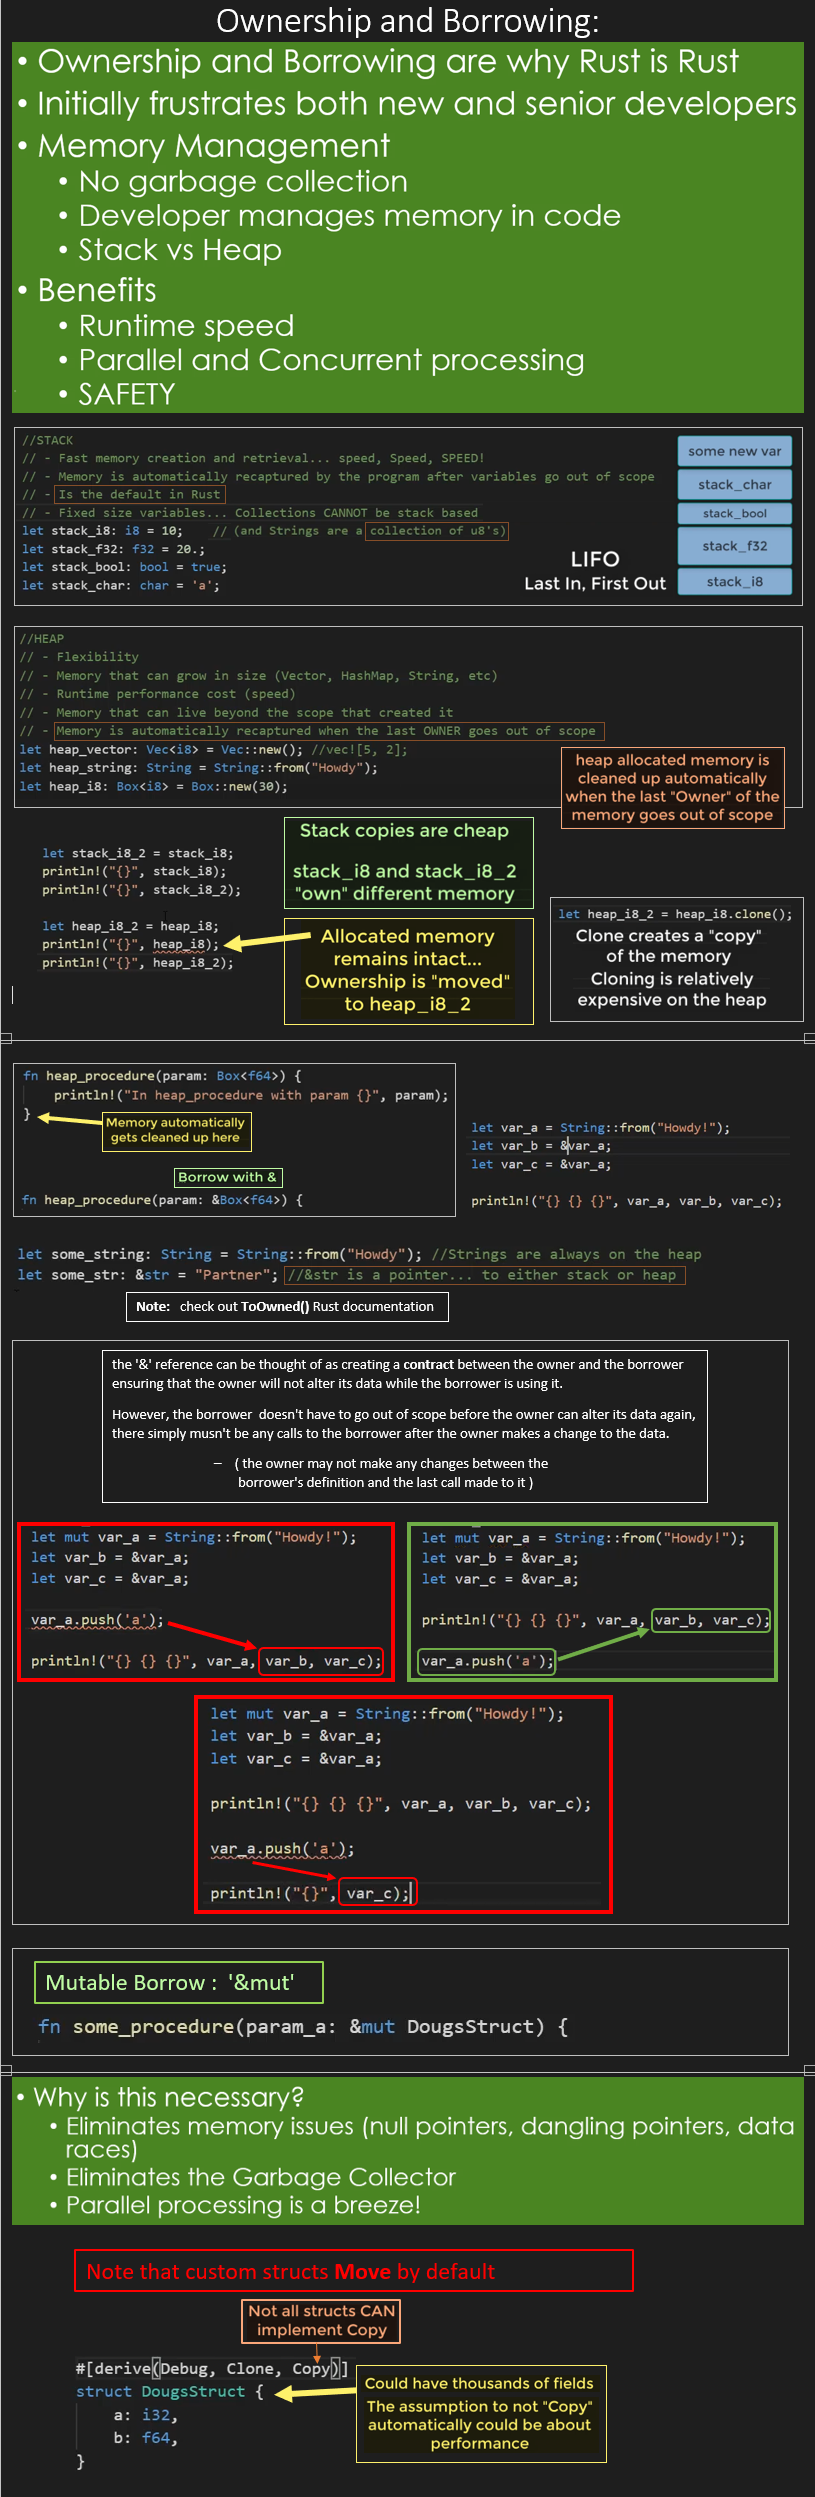 Ownership and Borrowing:
• Ownership and Borrowing are why Rust is Rust
• Initially frustrates both new and senior developers
• Memory Management
• No garbage collection
• Developer manages memory in code
• Stack vs Heap
• Benefits
• Runtime speed
• Parallel and Concurrent processing
• SAFETY
//STACK
// - Fast memory creation and retrieval... speed, Speed, SPEED!
// - Memory is automatically recaptured by the program after variables go out of scope
// - Is the default in Rust
// - Fixed size variables... Collections CANNOT be stack based
let stack_i8: i8 = 10;    // (and Strings are a collection of u8's)
let stack_f32: f32 = 20.;
let stack_bool: bool = true;
let stack_char: char = 'a';
LIFO
Last In, First Out
some new var
stack_char
stack_bool
stack_f32
stack_i8
//HEAP
// - Flexibility
// - Memory that can grow in size (Vector, HashMap, String, etc)
// - Runtime performance cost (speed)
// - Memory that can live beyond the scope that created it
// - Memory is automatically recaptured when the last OWNER goes out of scope
let heap_vector: Vec<i8> = Vec::new(); //vec![5, 2];
let heap_string: String = String::from("Howdy");
let heap_i8: Box<i8> = Box::new(30);
heap allocated memory is
cleaned up automatically
when the last "Owner" of the
memory goes out of scope
let stack_i8_2 = stack_i8;
println!("{}", stack_i8);
println!("{}", stack_i8_2);
Stack copies are cheap
stack_i8 and stack_i8_2
"own" different memory
let heap_i8_2 = heap_i8;
println!("{}", heap_i8);
println!("{}", heap_i8_2);
Allocated memory
remains intact...
Ownership is "moved"
to heap_i8_2
let heap_i8_2 = heap_i8.clone();
Clone creates a "copy"
of the memory
Cloning is relatively
expensive on the heap
fn heap_procedure(param: Box<f64>) {
println!("In heap_procedure with param {}", param);
}
Memory automatically
gets cleaned up here
Borrow with &
fn heap_procedure(param: &Box<f64>) {
let var_a = String::from("Howdy!");
let var_b = &var_a;
let var_c = &var_a;
println!("{} {} {}", var_a, var_b, var_c);
let some_string: String = String::from("Howdy"); //Strings are always on the heap
let some_str: &str = "Partner"; //&str is a pointer... to either stack or heap
Note: check out ToOwned() Rust documentation
the '&' reference can be thought of as creating a contract between the owner and the borrower
ensuring that the owner will not alter its data while the borrower is using it.
However, the borrower doesn't have to go out of scope before the owner can alter its data again,
there simply musn't be any calls to the borrower after the owner makes a change to the data.
– ( the owner may not make any changes between the
borrower's definition and the last call made to it )
let mut var_a = String::from("Howdy!");
let var_b = &var_a;
let var_c = &var_a;
var_a.push('a');
println!("{} {} {}", var_a, var_b, var_c);
let mut var_a = String::from("Howdy!");
let var_b = &var_a;
let var_c = &var_a;
println!("{} {} {}", var_a, var_b, var_c);
var_a.push('a');
let mut var_a = String::from("Howdy!");
let var_b = &var_a;
let var_c = &var_a;
println!("{} {} {}", var_a, var_b, var_c);
var_a.push('a');
println!("{}", var_c);
Mutable Borrow : '&mut'
fn some_procedure(param_a: &mut DougsStruct) {
• Why is this necessary?
• Eliminates memory issues (null pointers, dangling pointers, data
races)
• Eliminates the Garbage Collector
• Parallel processing is a breeze!
Note that custom structs Move by default
Not all structs CAN
implement Copy
#[derive(Debug, Clone, Copy)]
struct DougsStruct {
a: i32,
b: f64,
}
Could have thousands of fields
The assumption to not "Copy"
automatically could be about
performance